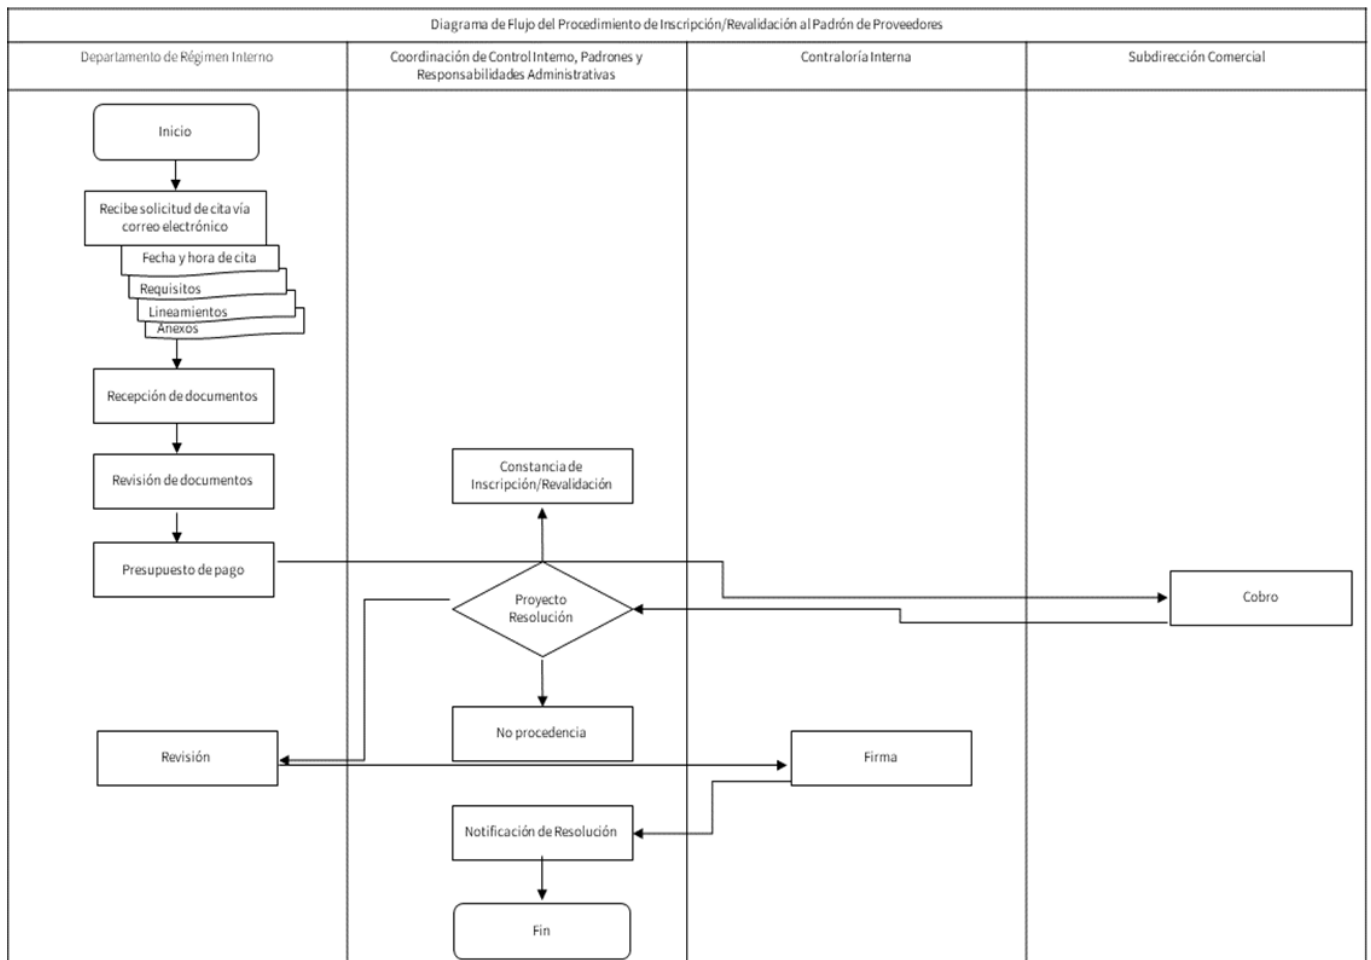 Diagrama de Flujo del Procedimiento de Inscripción/Revalidación al Padrón de Proveedores
Departamento de Régimen Interno
Coordinación de Control Interno, Padrones y
Responsabilidades Administrativas
Contraloría Interna
Subdirección Comercial
Inicio
Recibe solicitud de cita vía
correo electrónico
Fecha y hora de cita
Requisitos
Lineamientos
Anexos
Recepción de documentos
Revisión de documentos
Constancia de
Inscripción/Revalidación
Presupuesto de pago
Proyecto
Resolución
Cobro
No procedencia
Revisión
Firma
Notificación de Resolución
Fin